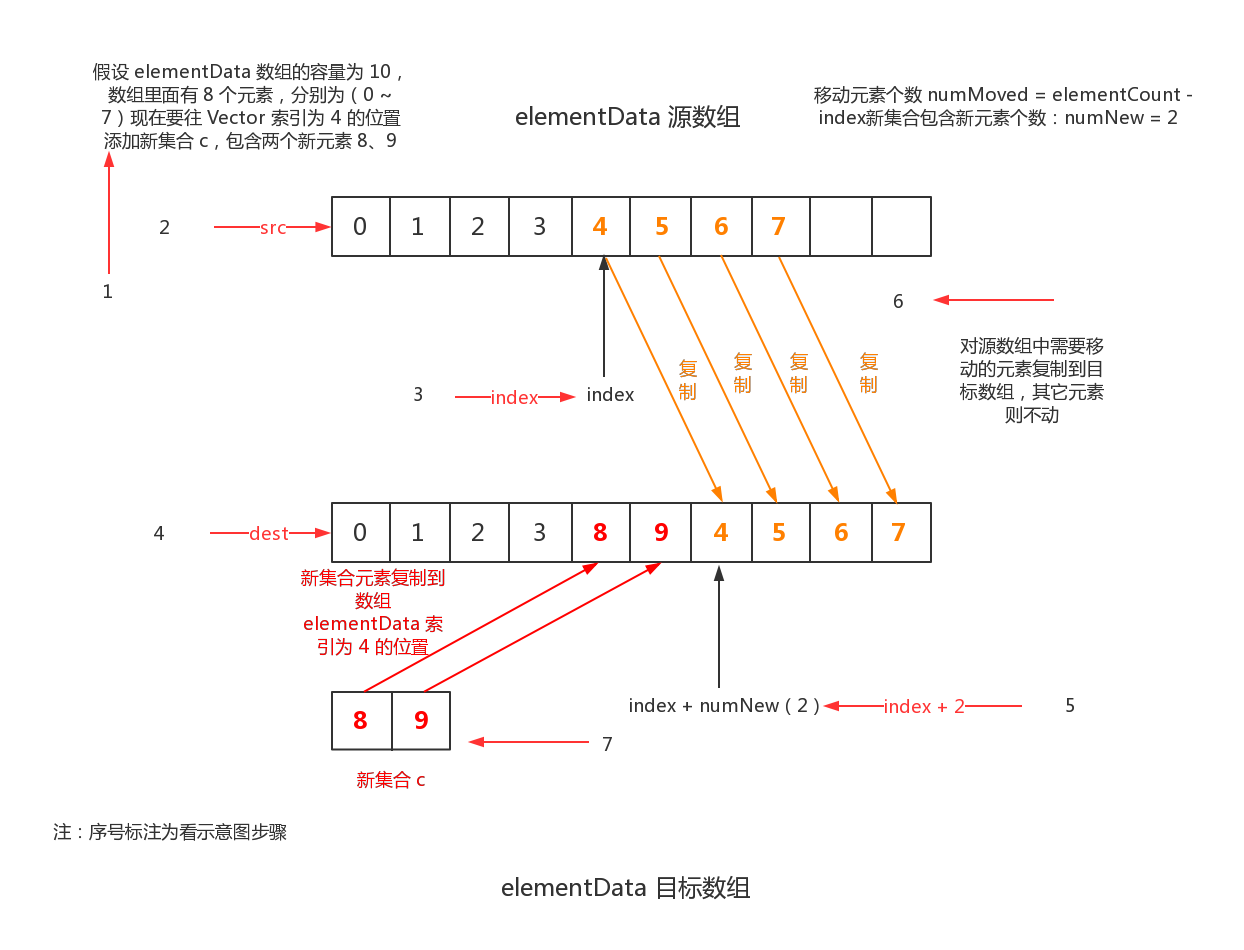 假设 elementData 数组的容量为 10，
数组里面有 8 个元素，分别为（0 ~
7）现在要往 Vector 索引为 4 的位置
添加新集合 c，包含两个新元素 8、9
elementData 源数组
移动元素个数 numMoved = elementCount -
index新集合包含新元素个数：numNew = 2
1
2
src
0 1 2 3 4 5 6 7
6
对源数组中需要移
动的元素复制到目
标数组，其它元素
则不动
复
制
复
制
复
制
复
制
3
index
index
4
dest
0 1 2 3 8 9 4 5 6 7
新集合元素复制到
数组
elementData 索
引为 4 的位置
index + numNew（2）
index + 2
5
8 9
7
新集合 c
注：序号标注为看示意图步骤
elementData 目标数组